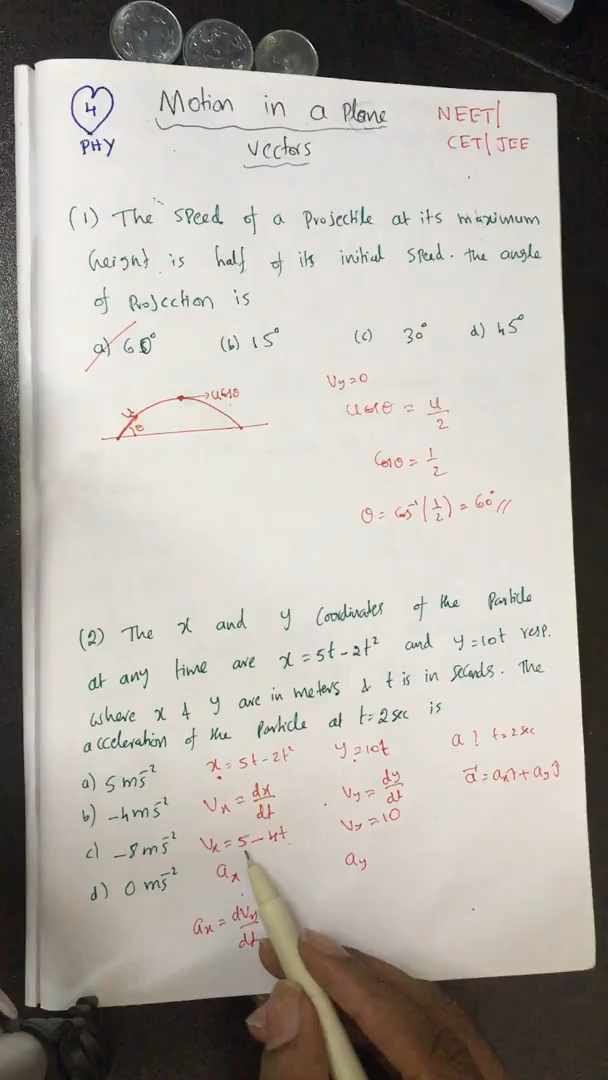 4
PHY
Motion in a Plane
Vectors
NEET/
CET/JEE
(1) The Speed of a Projectile at its maximum
height is half of its initial Speed. the angle
of Projection is
a) 60° (b) 15° (c) 30° d) 45°
u θ ucosθ
Vy=0
u cosθ = u/2
Cosθ = 1/2
θ = Cos⁻¹(1/2) = 60° //
(2) The x and y Coordinates of the Particle
at any time are x = 5t - 2t² and y = 10t resp.
where x & y are in meters & t is in seconds. The
acceleration of the Particle at t=2sec is
a) 5 ms⁻²
b) -4 ms⁻²
c) -8 ms⁻²
d) 0 ms⁻²
x = 5t - 2t²
Vx = dx/dt
Vx = 5 - 4t
ax
ax = dVx/dt
y = 10t
Vy = dy/dt
Vy = 10
ay
a? t=2sec
a⃗ = axî + ayĵ